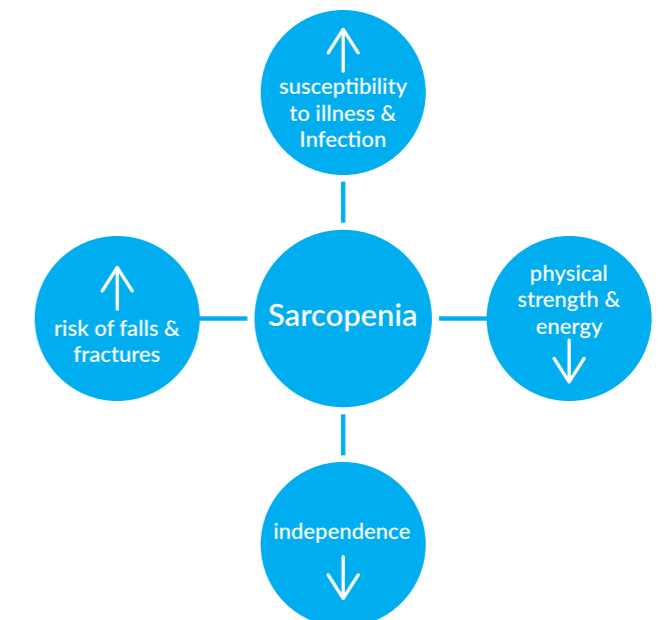 susceptibility
to illness &
Infection
Sarcopenia
risk of falls &
fractures
physical
strength &
energy
independence